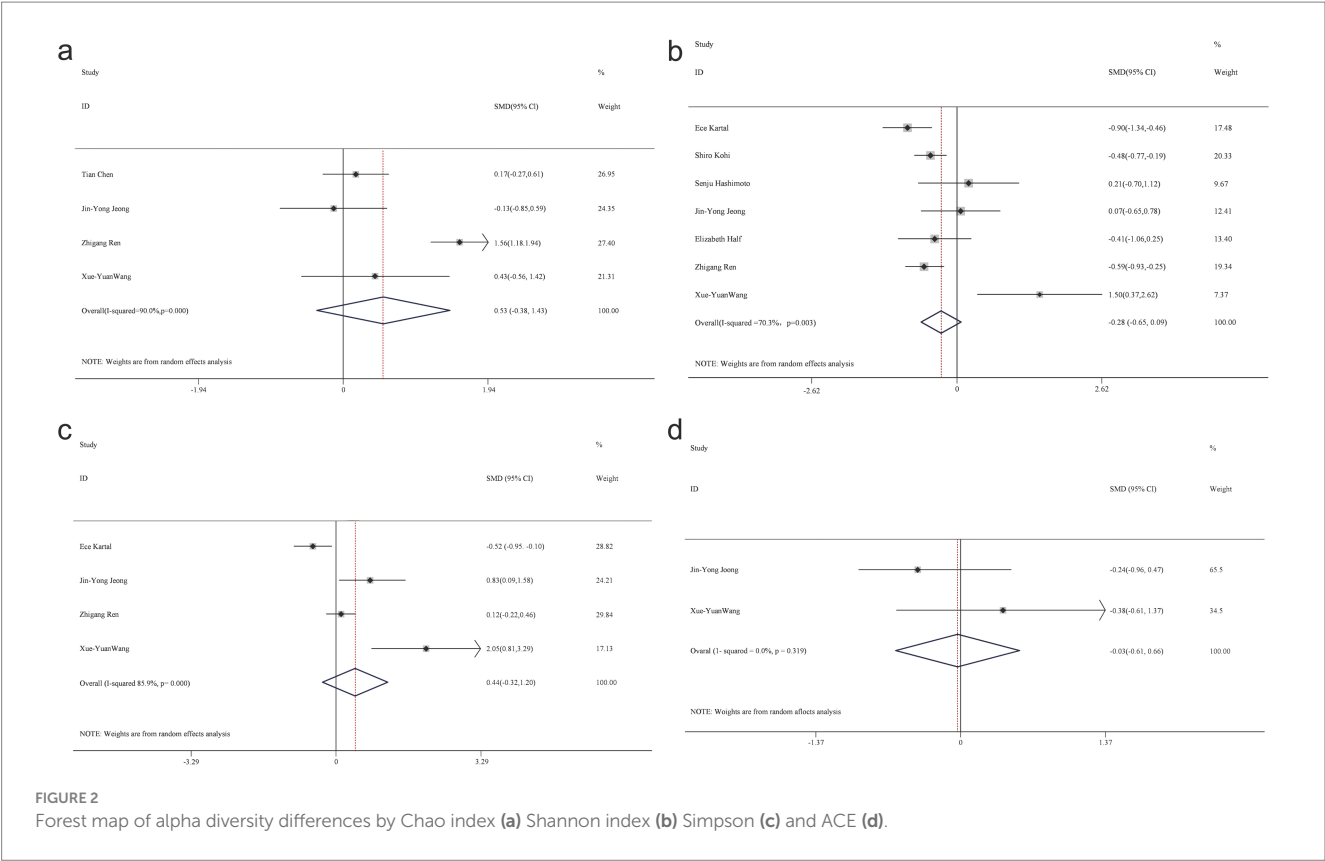 a
Study %
ID SMD(95% CI) Weight
Tian Chen 0.17(-0.27,0.61) 26.95
Jin-Yong Jeong -0.13(-0.85,0.59) 24.35
Zhigang Ren 1.56(1.18.1.94) 27.40
Xue-YuanWang 0.43(-0.56, 1.42) 21.31
Overall(I-squared=90.0%,p=0.000) 0.53 (-0.38, 1.43) 100.00
NOTE: Weights are from random effects analysis
-1.94 0 1.94
b
Study %
ID SMD(95% CI) Weight
Ece Kartal -0.90(-1.34,-0.46) 17.48
Shiro Kohi -0.48(-0.77,-0.19) 20.33
Senju Hashimoto 0.21(-0.70,1.12) 9.67
Jin-Yong Jeong 0.07(-0.65,0.78) 12.41
Elizabeth Half -0.41(-1.06,0.25) 13.40
Zhigang Ren -0.59(-0.93,-0.25) 19.34
Xue-YuanWang 1.50(0.37,2.62) 7.37
Overall(I-squared =70.3%, p=0.003) -0.28 (-0.65, 0.09) 100.00
NOTE: Weights are from random effects analysis
-2.62 0 2.62
c
Study %
ID SMD (95% CI) Weight
Ece Kartal -0.52 (-0.95. -0.10) 28.82
Jin-Yong Jeong 0.83(0.09,1.58) 24.21
Zhigang Ren 0.12(-0.22,0.46) 29.84
Xue-YuanWang 2.05(0.81,3.29) 17.13
Overall (I-squared 85.9%, p= 0.000) 0.44(-0.32,1.20) 100.00
NOTE: Weights are from random effects analysis
-3.29 0 3.29
d
Study %
ID SMD (95% CI) Weight
Jin-Yong Joong -0.24(-0.96, 0.47) 65.5
Xue-YuanWang -0.38(-0.61, 1.37) 34.5
Ovaral (1- squared = 0.0%, p = 0.319) -0.03(-0.61, 0.66) 100.00
NOTE: Woights are from random aflocts analysis
-1.37 0 1.37
FIGURE 2
Forest map of alpha diversity differences by Chao index (a) Shannon index (b) Simpson (c) and ACE (d).